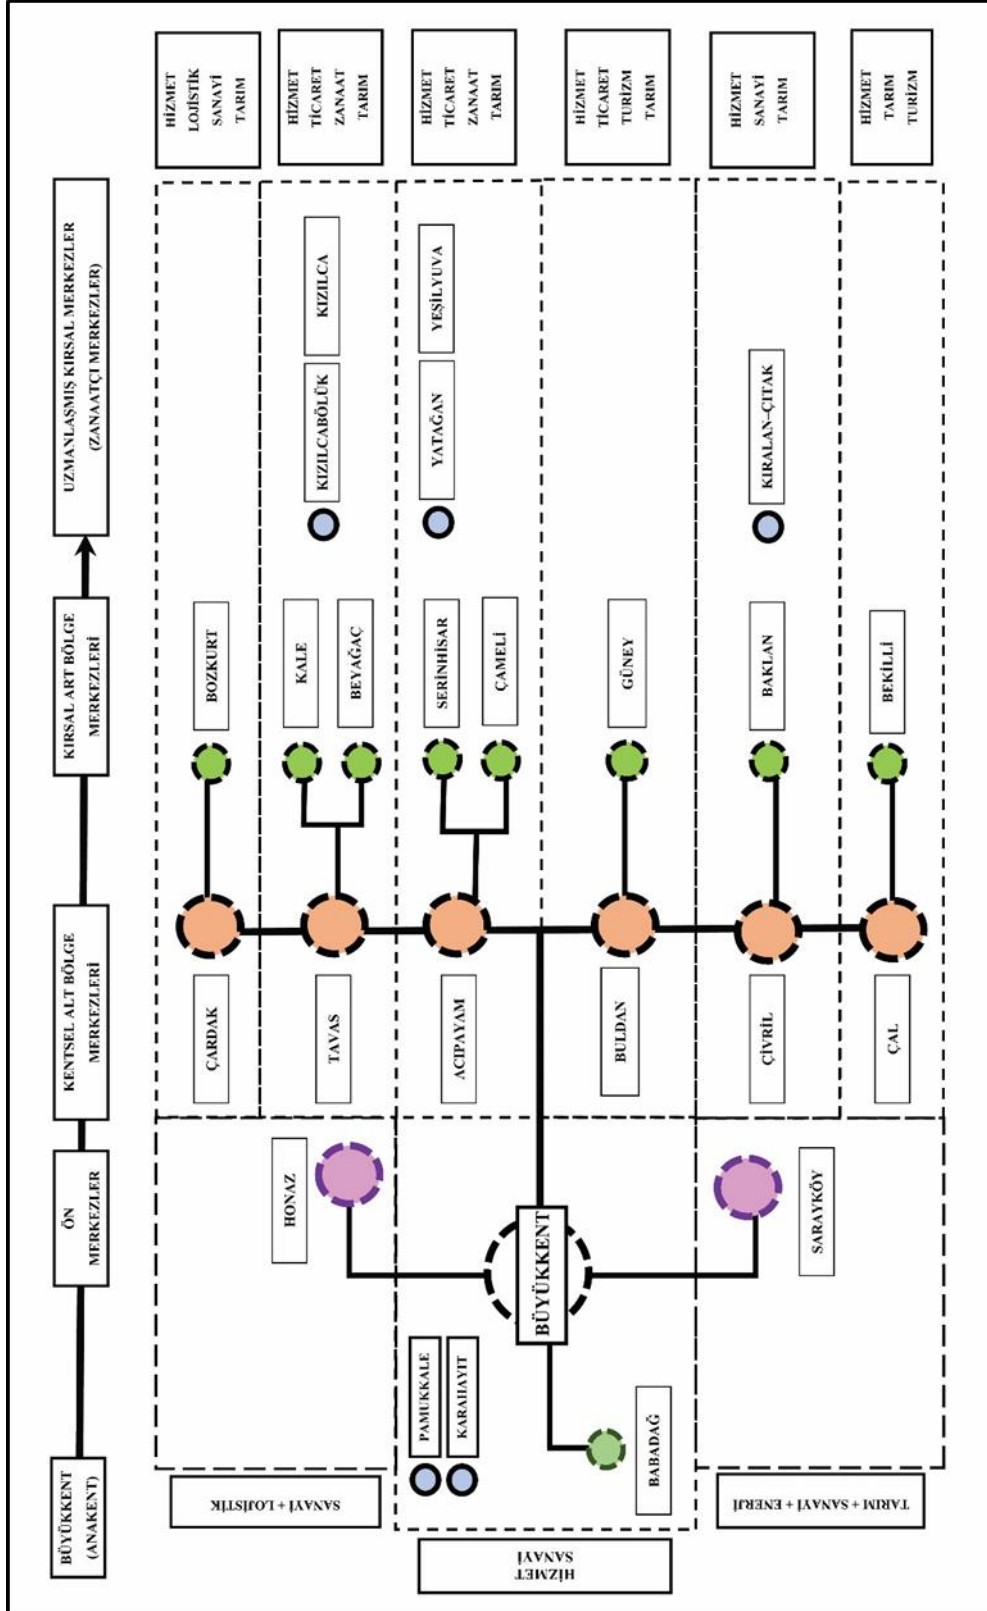 BÜYÜKKENT
(ANAKENT)
ÖN
MERKEZLER
KENTSEL ALT BÖLGE
MERKEZLERİ
KIRSAL ART BÖLGE
MERKEZLERİ
UZMANLAŞMIŞ KIRSAL MERKEZLER
(ZANAATÇI MERKEZLER)
SANAYİ + LOJİSTİK
HONAZ
ÇARDAK
BOZKURT
HİZMET
LOJİSTİK
SANAYİ
TARIM
TAVAS
KALE
BEYAĞAÇ
KIZILCABÖLÜK
KIZILCA
HİZMET
TİCARET
ZANAAT
TARIM
HİZMET
SANAYİ
PAMUKKALE
KARAHAYIT
BÜYÜKKENT
BABADAĞ
ACIPAYAM
SERİNHİSAR
ÇAMELİ
YATAĞAN
YEŞİLYUVA
HİZMET
TİCARET
ZANAAT
TARIM
BULDAN
GÜNEY
HİZMET
TİCARET
TURİZM
TARIM
TARIM + SANAYİ + ENERJİ
SARAYKÖY
ÇİVRİL
BAKLAN
KIRALAN–ÇITAK
HİZMET
SANAYİ
TARIM
ÇAL
BEKİLLİ
HİZMET
TARIM
TURİZM